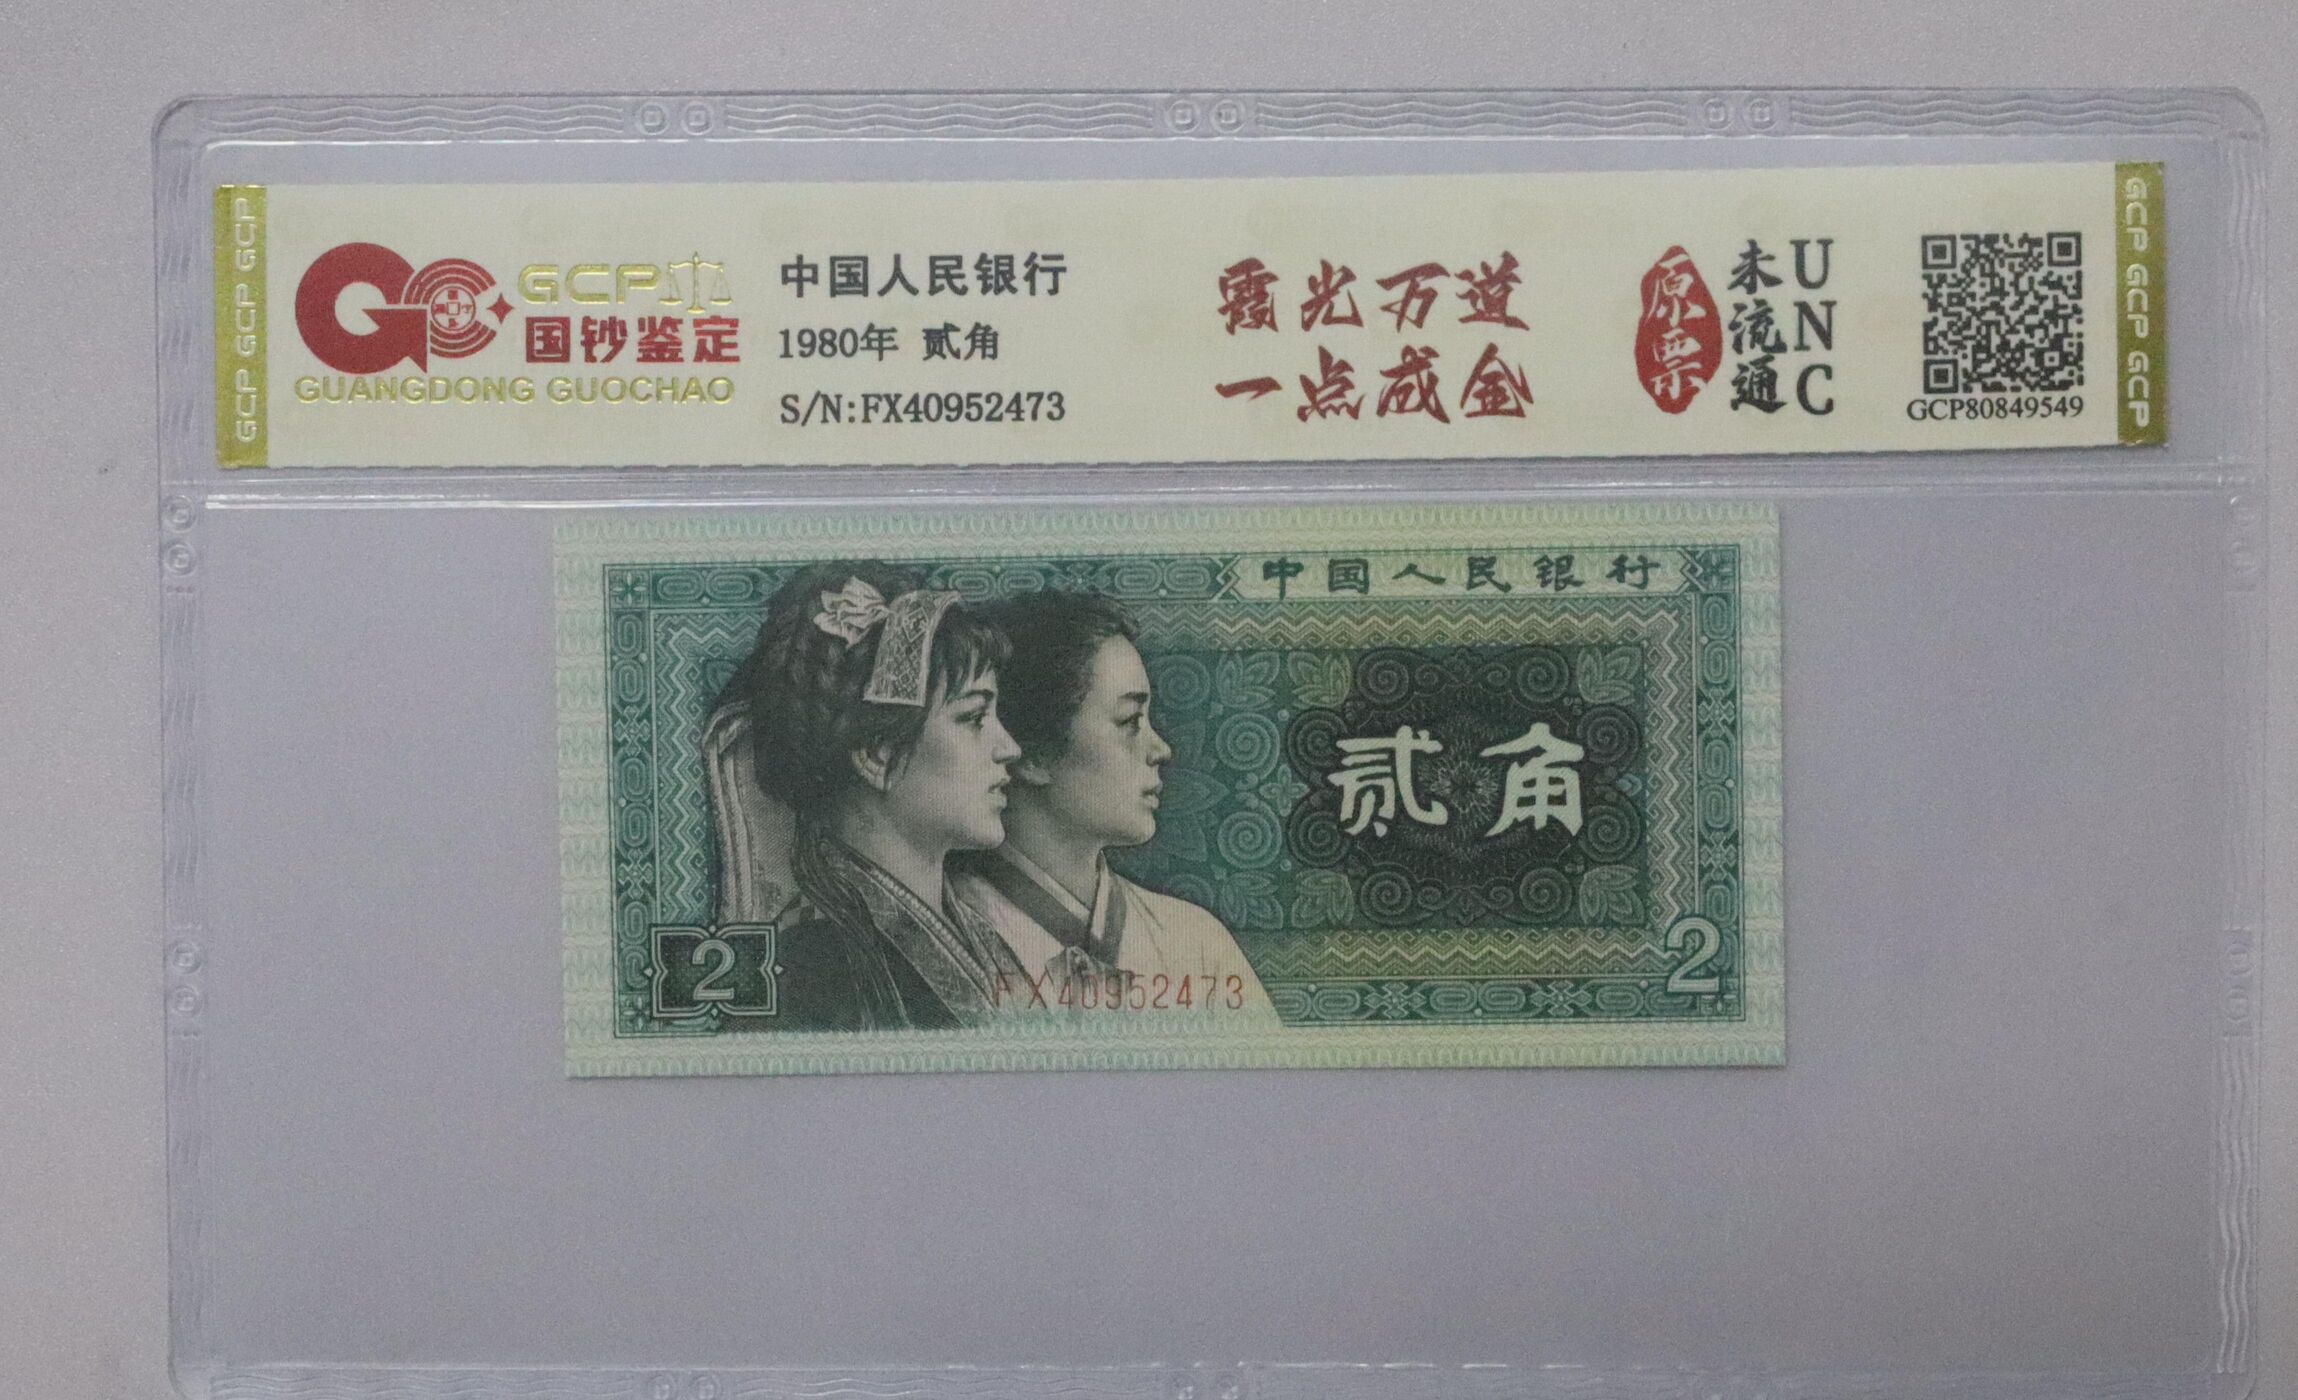 GCP GCP GCP
GCP
国钞鉴定
GUANGDONG GUOCHAO
中国人民银行
1980年 贰角
S/N:FX40952473
霞光万道
一点成金
原票
未流通
UNC
GCP80849549
GCP GCP GCP
中国人民银行
贰角
2
FX40952473
2